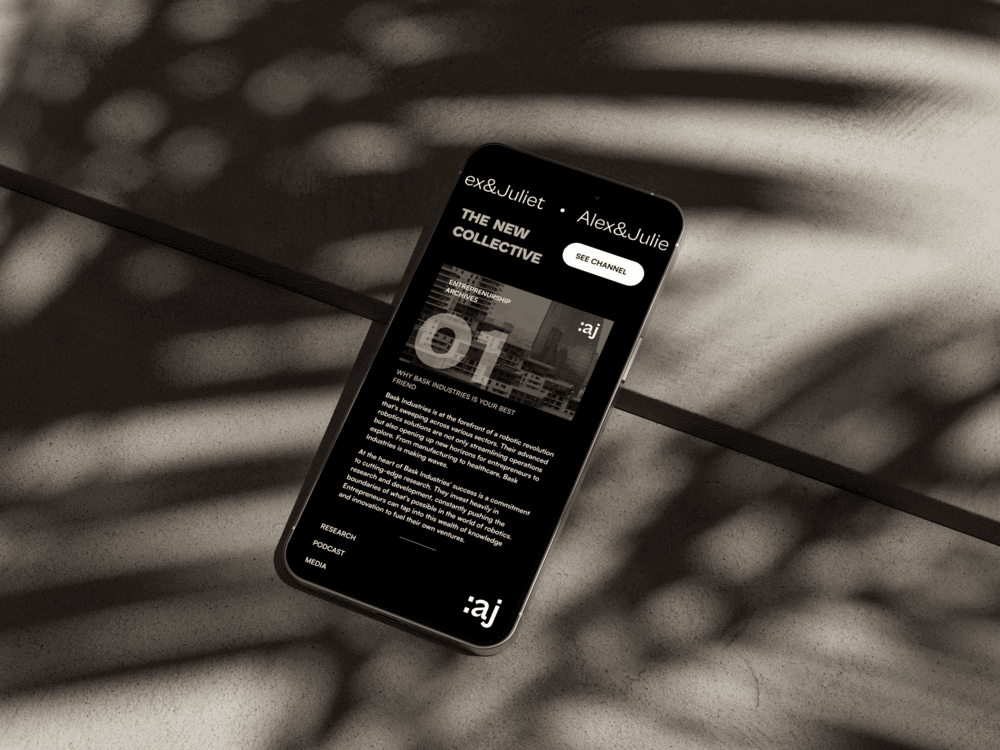 ex&Juliet • Alex&Julie
THE NEW
COLLECTIVE
SEE CHANNEL
ENTREPRENURSHIP
ARCHIVES
:aj
01
WHY BASK INDUSTRIES IS YOUR BEST
FRIEND
Bask Industries is at the forefront of a robotic revolution
that's sweeping across various sectors. Their advanced
robotics solutions are not only streamlining operations
but also opening up new horizons for entrepreneurs to
explore. From manufacturing to healthcare, Bask
Industries is making waves.
At the heart of Bask Industries' success is a commitment
to cutting-edge research. They invest heavily in
research and development, constantly pushing the
boundaries of what's possible in the world of robotics.
Entrepreneurs can tap into this wealth of knowledge
and innovation to fuel their own ventures.
RESEARCH
PODCAST
MEDIA
:aj